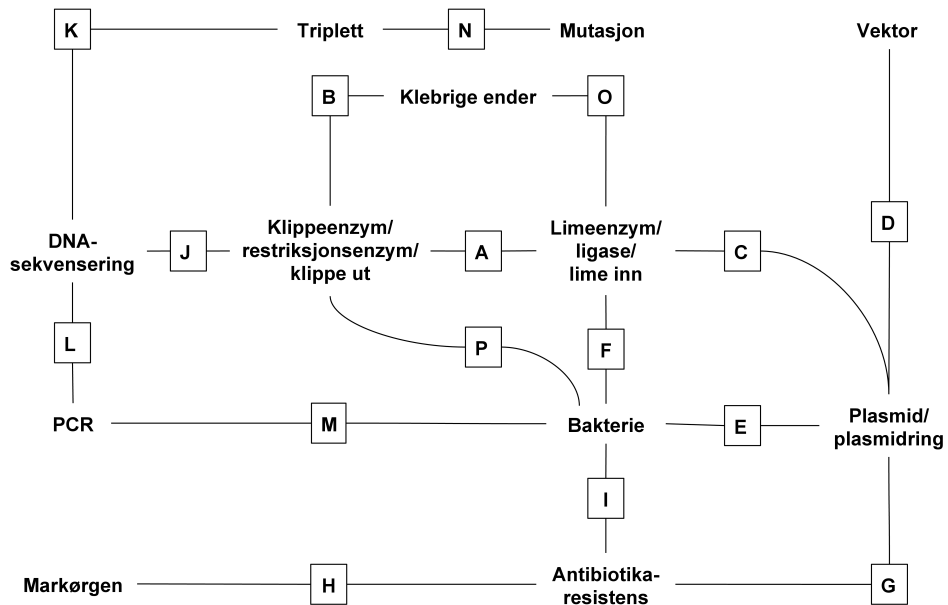 K
Triplett
N
Mutasjon
Vektor
B
Klebrige ender
O
D
DNA-
sekvensering
J
Klippeenzym/
restriksjonsenzym/
klippe ut
A
Limeenzym/
ligase/
lime inn
C
L
P
F
PCR
M
Bakterie
E
Plasmid/
plasmidring
I
Markørgen
H
Antibiotika-
resistens
G